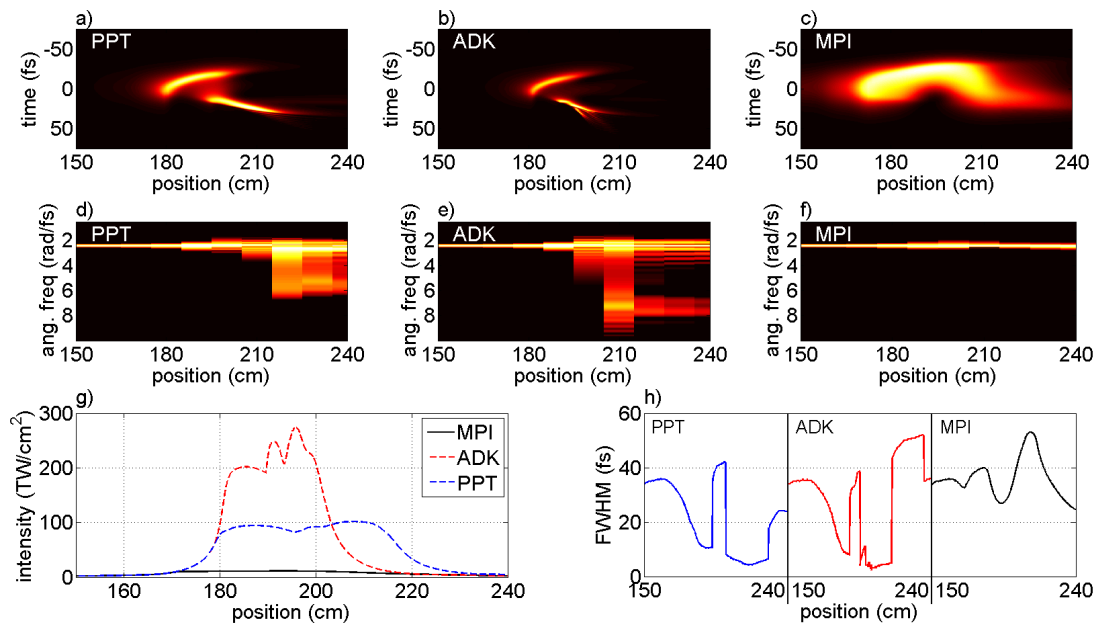 a) b) c)
PPT ADK MPI
time (fs) -50 0 50
time (fs) -50 0 50
time (fs) -50 0 50
150 180 210 240
150 180 210 240
150 180 210 240
position (cm) position (cm) position (cm)
d) e) f)
PPT ADK MPI
ang. freq (rad/fs) 2 4 6 8
ang. freq (rad/fs) 2 4 6 8
ang. freq (rad/fs) 2 4 6 8
150 180 210 240
150 180 210 240
150 180 210 240
position (cm) position (cm) position (cm)
g)
intensity (TW/cm²)
300
200
100
0
MPI
ADK
PPT
160 180 200 220 240
position (cm)
h)
FWHM (fs)
60
40
20
0
PPT ADK MPI
150 240 150 240 150 240
position (cm)